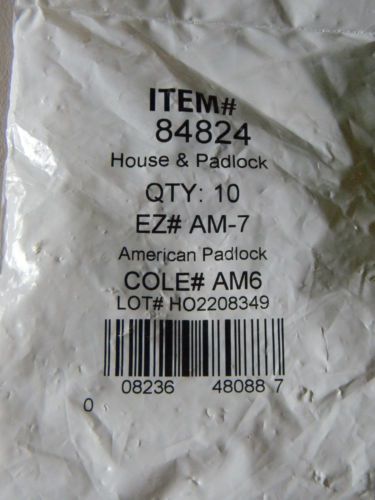 ITEM#
84824
House & Padlock
QTY: 10
EZ# AM-7
American Padlock
COLE# AM6
LOT# HO2208349
0 08236 48088 7